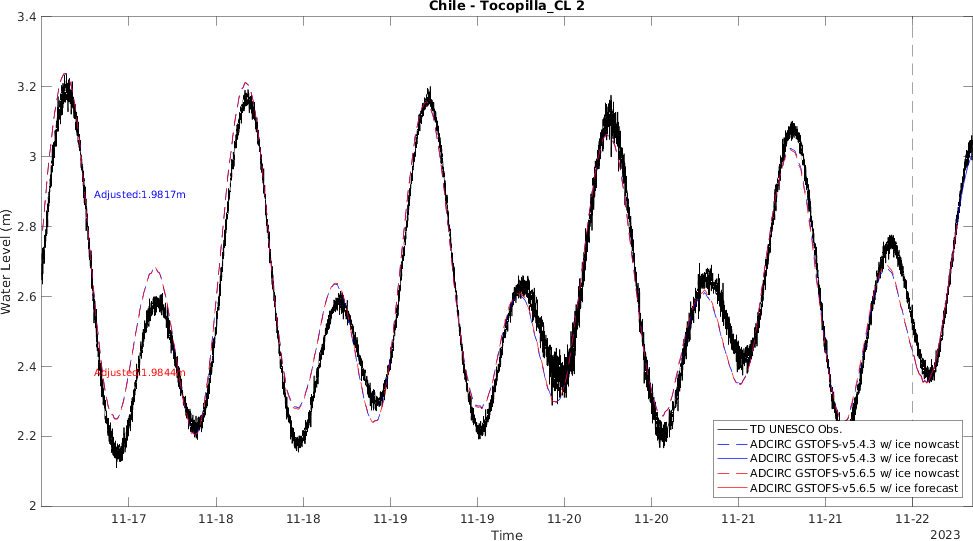 Chile - Tocopilla_CL 2
3.4
3.2
3
2.8
2.6
2.4
2.2
2
Water Level (m)
Adjusted:1.9817m
Adjusted:1.9844m
TD UNESCO Obs.
ADCIRC GSTOFS-v5.4.3 w/ ice nowcast
ADCIRC GSTOFS-v5.4.3 w/ ice forecast
ADCIRC GSTOFS-v5.6.5 w/ ice nowcast
ADCIRC GSTOFS-v5.6.5 w/ ice forecast
11-17 11-18 11-18 11-19 11-19 11-20 11-20 11-21 11-21 11-22
Time
2023